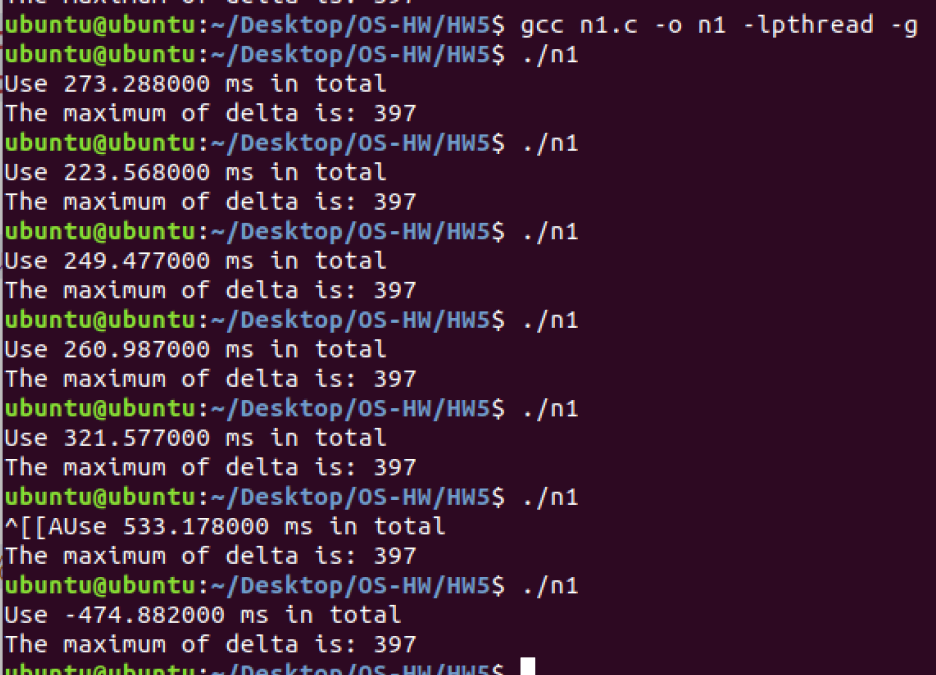 The maximum of delta is: 397
ubuntu@ubuntu:~/Desktop/OS-HW/HW5$ gcc n1.c -o n1 -lpthread -g
ubuntu@ubuntu:~/Desktop/OS-HW/HW5$ ./n1
Use 273.288000 ms in total
The maximum of delta is: 397
ubuntu@ubuntu:~/Desktop/OS-HW/HW5$ ./n1
Use 223.568000 ms in total
The maximum of delta is: 397
ubuntu@ubuntu:~/Desktop/OS-HW/HW5$ ./n1
Use 249.477000 ms in total
The maximum of delta is: 397
ubuntu@ubuntu:~/Desktop/OS-HW/HW5$ ./n1
Use 260.987000 ms in total
The maximum of delta is: 397
ubuntu@ubuntu:~/Desktop/OS-HW/HW5$ ./n1
Use 321.577000 ms in total
The maximum of delta is: 397
ubuntu@ubuntu:~/Desktop/OS-HW/HW5$ ./n1
^[[AUse 533.178000 ms in total
The maximum of delta is: 397
ubuntu@ubuntu:~/Desktop/OS-HW/HW5$ ./n1
Use -474.882000 ms in total
The maximum of delta is: 397
ubuntu@ubuntu:~/Desktop/OS-HW/HW5$